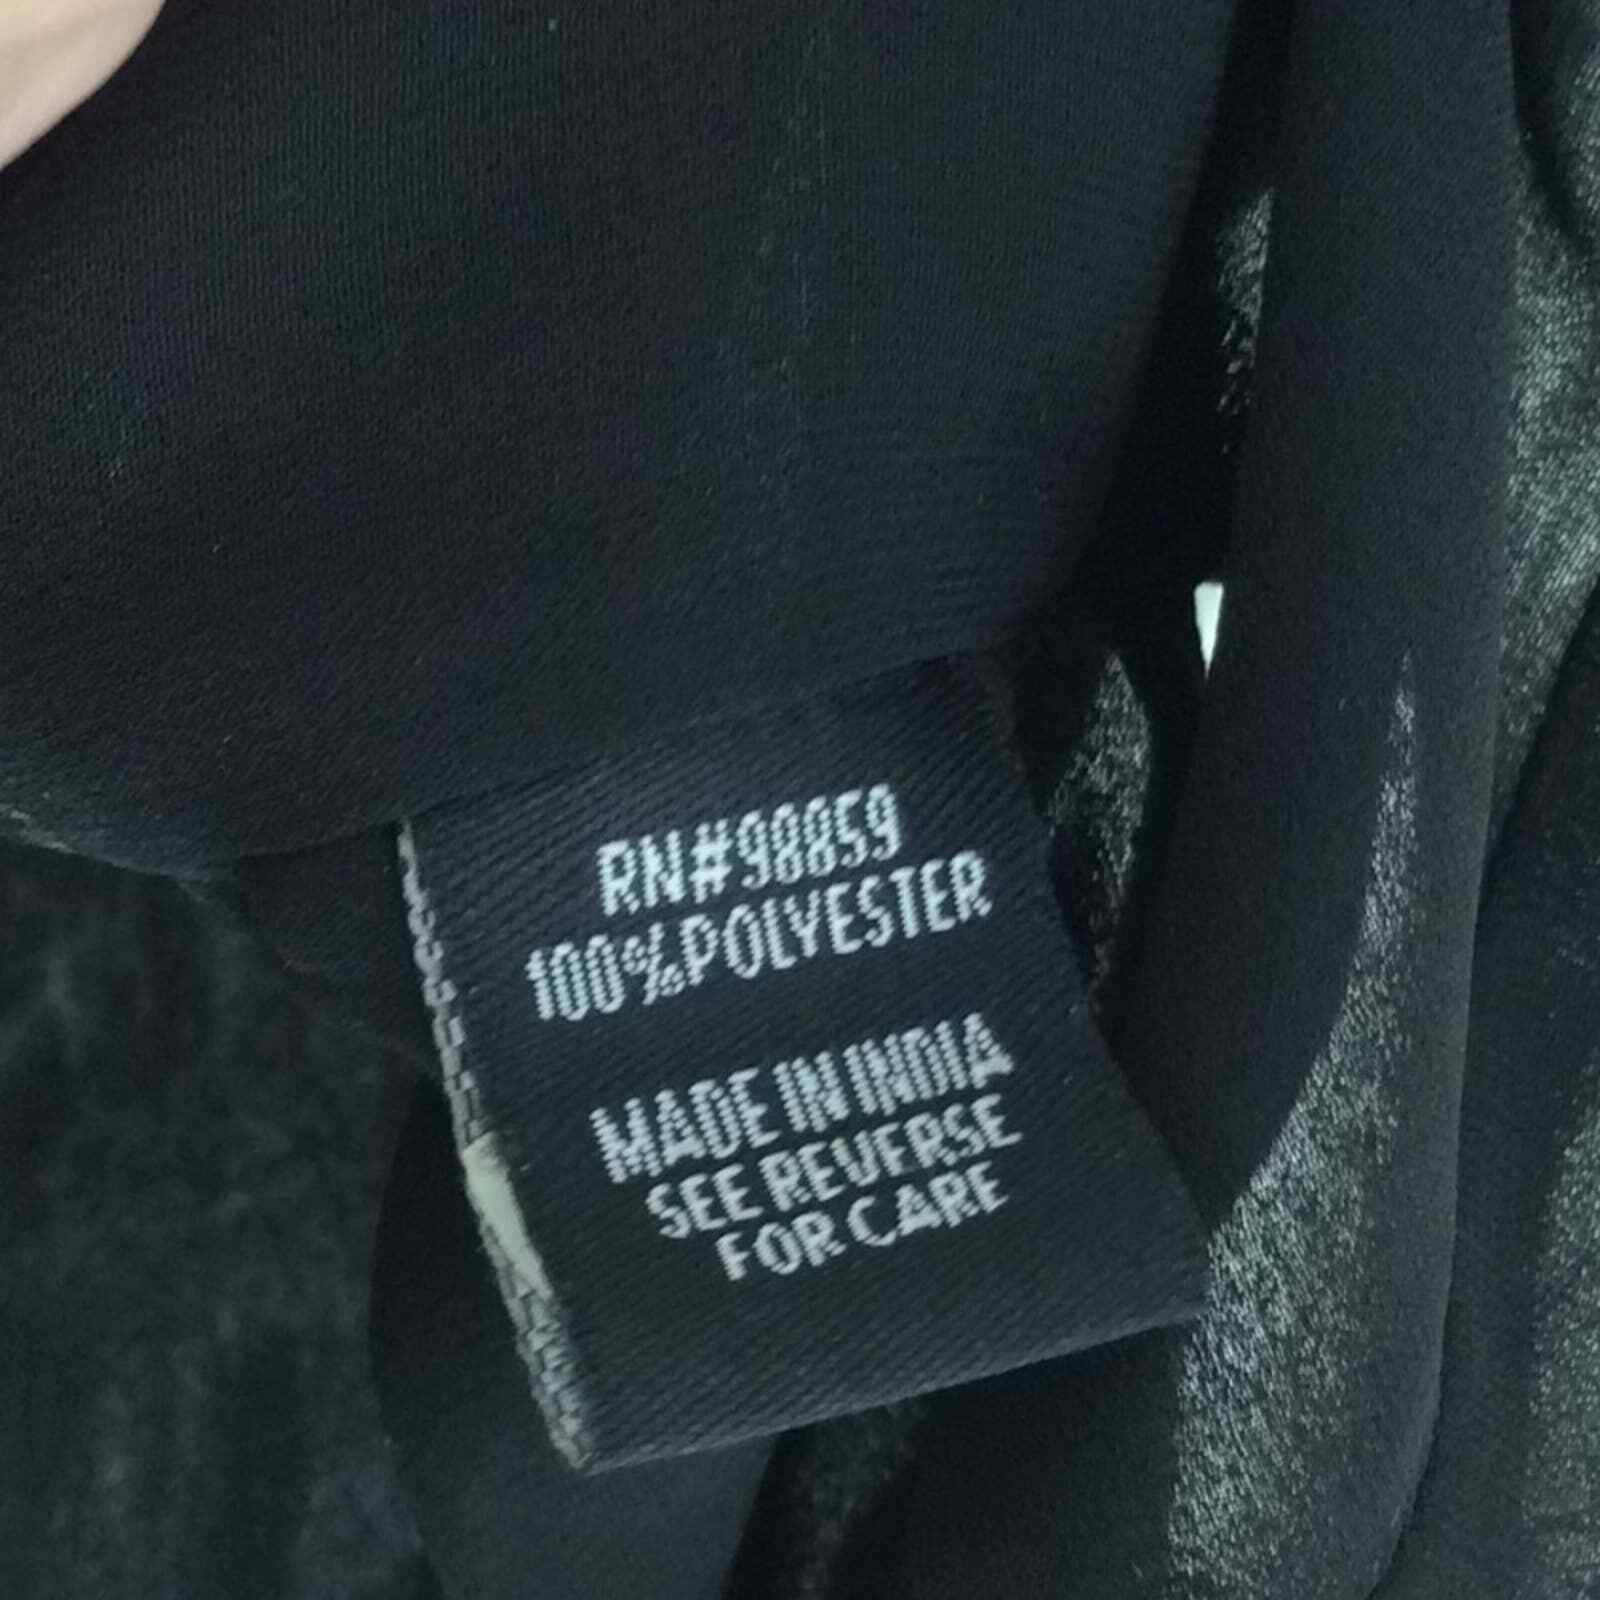 RN#98859
100%POLYESTER
MADE IN INDIA
SEE REVERSE
FOR CARE